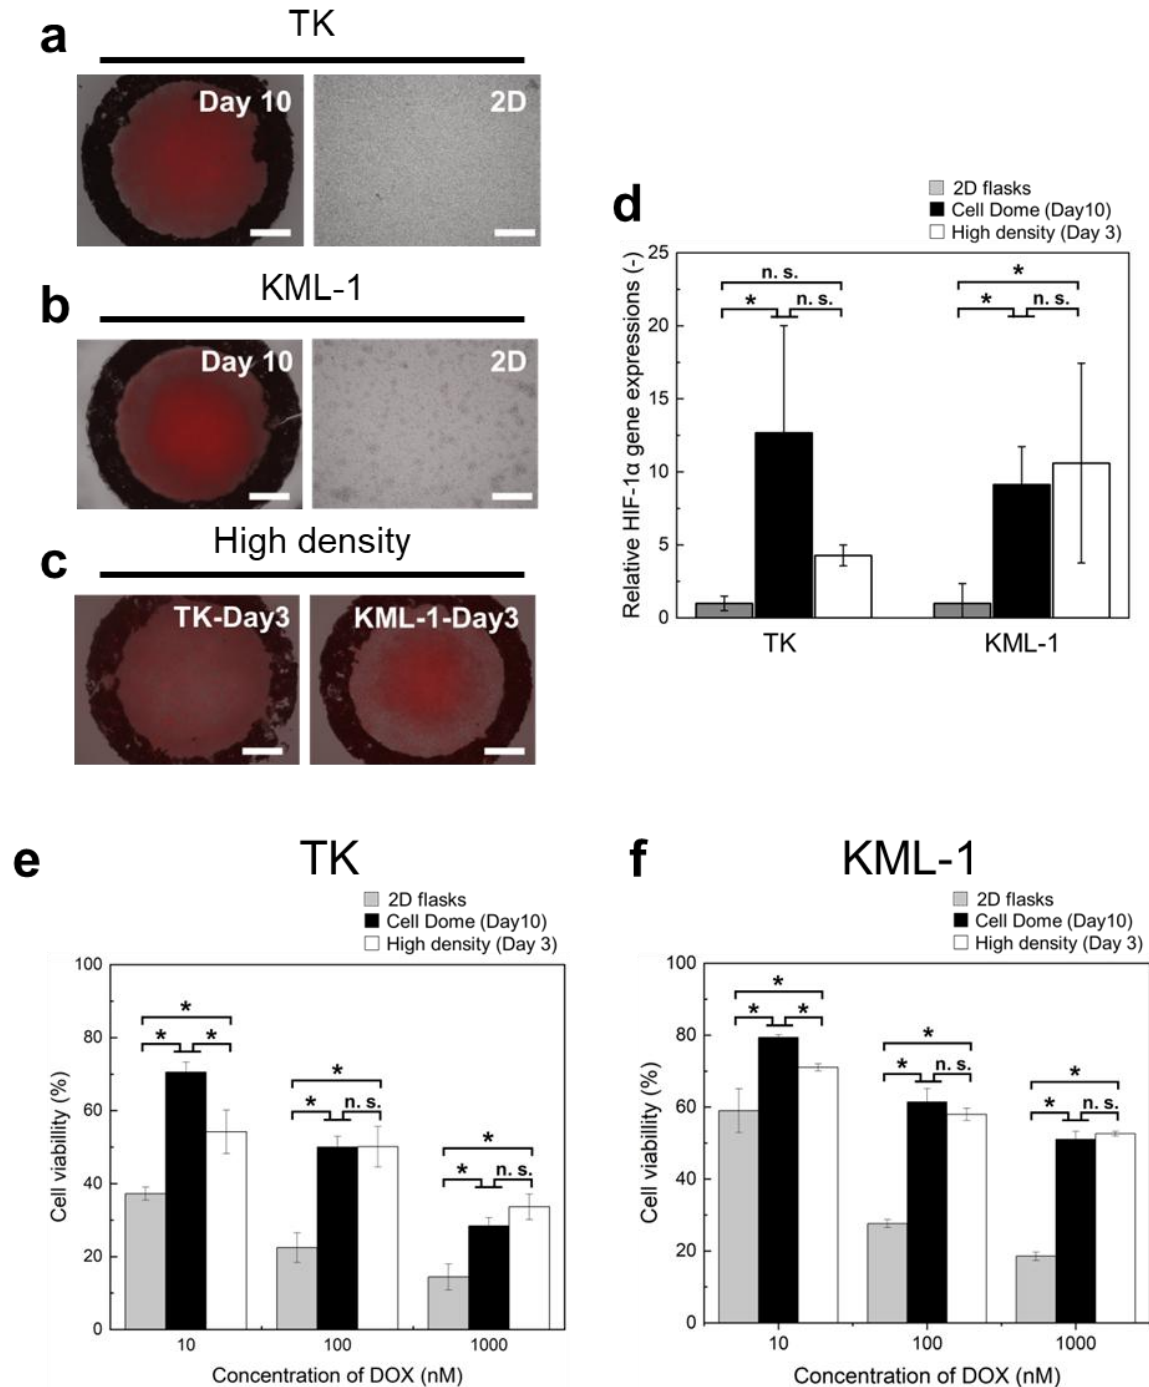 a
TK
Day 10
2D
b
KML-1
Day 10
2D
c
High density
TK-Day3
KML-1-Day3
d
2D flasks
Cell Dome (Day10)
High density (Day 3)
Relative HIF-1α gene expressions (-)
25
20
15
10
5
0
n. s.
*
n. s.
*
*
n. s.
TK
KML-1
e
TK
2D flasks
Cell Dome (Day10)
High density (Day 3)
Cell viabillity (%)
100
80
60
40
20
0
*
*
*
*
*
n. s.
*
*
n. s.
10
100
1000
Concentration of DOX (nM)
f
KML-1
2D flasks
Cell Dome (Day10)
High density (Day 3)
Cell viabillity (%)
100
80
60
40
20
0
*
*
*
*
*
n. s.
*
*
n. s.
10
100
1000
Concentration of DOX (nM)